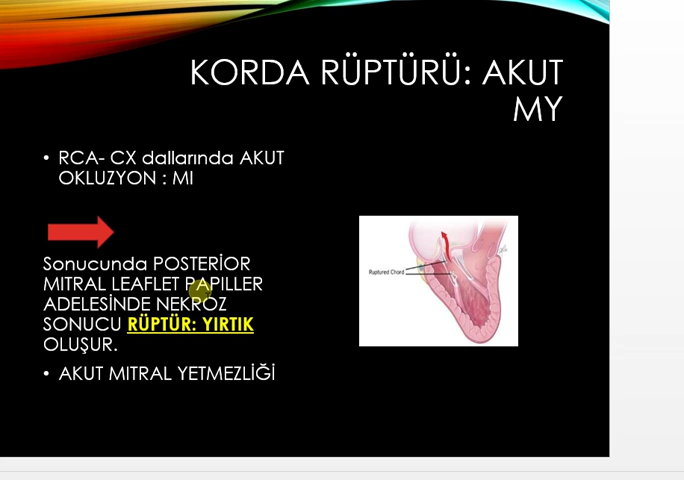 KORDA RÜPTÜRÜ: AKUT
MY
• RCA- CX dallarında AKUT
OKLUZYON : MI
Sonucunda POSTERİOR
MITRAL LEAFLET PAPILLER
ADELESİNDE NEKROZ
SONUCU RÜPTÜR: YIRTIK
OLUŞUR.
• AKUT MITRAL YETMEZLİĞİ
Ruptured Chord